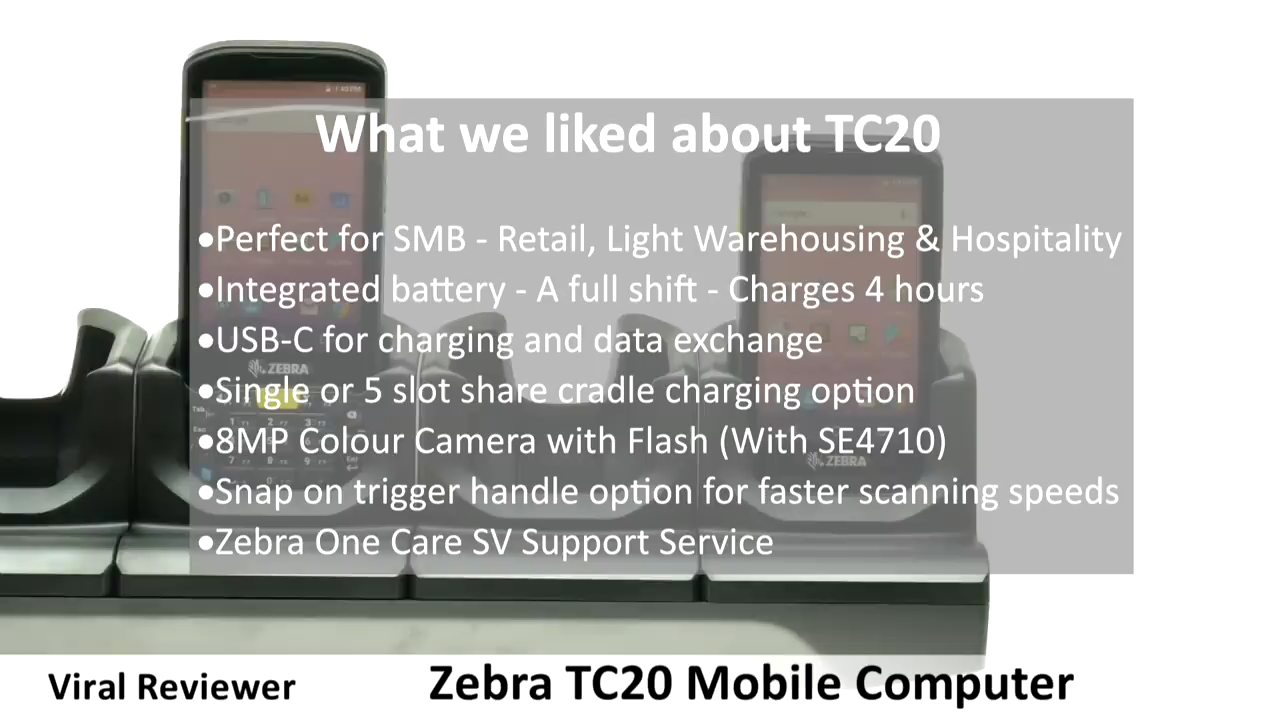 What we liked about TC20
•Perfect for SMB - Retail, Light Warehousing & Hospitality
•Integrated battery - A full shift - Charges 4 hours
•USB-C for charging and data exchange
•Single or 5 slot share cradle charging option
•8MP Colour Camera with Flash (With SE4710)
•Snap on trigger handle option for faster scanning speeds
•Zebra One Care SV Support Service
ZEBRA
ZEBRA
Viral Reviewer
Zebra TC20 Mobile Computer